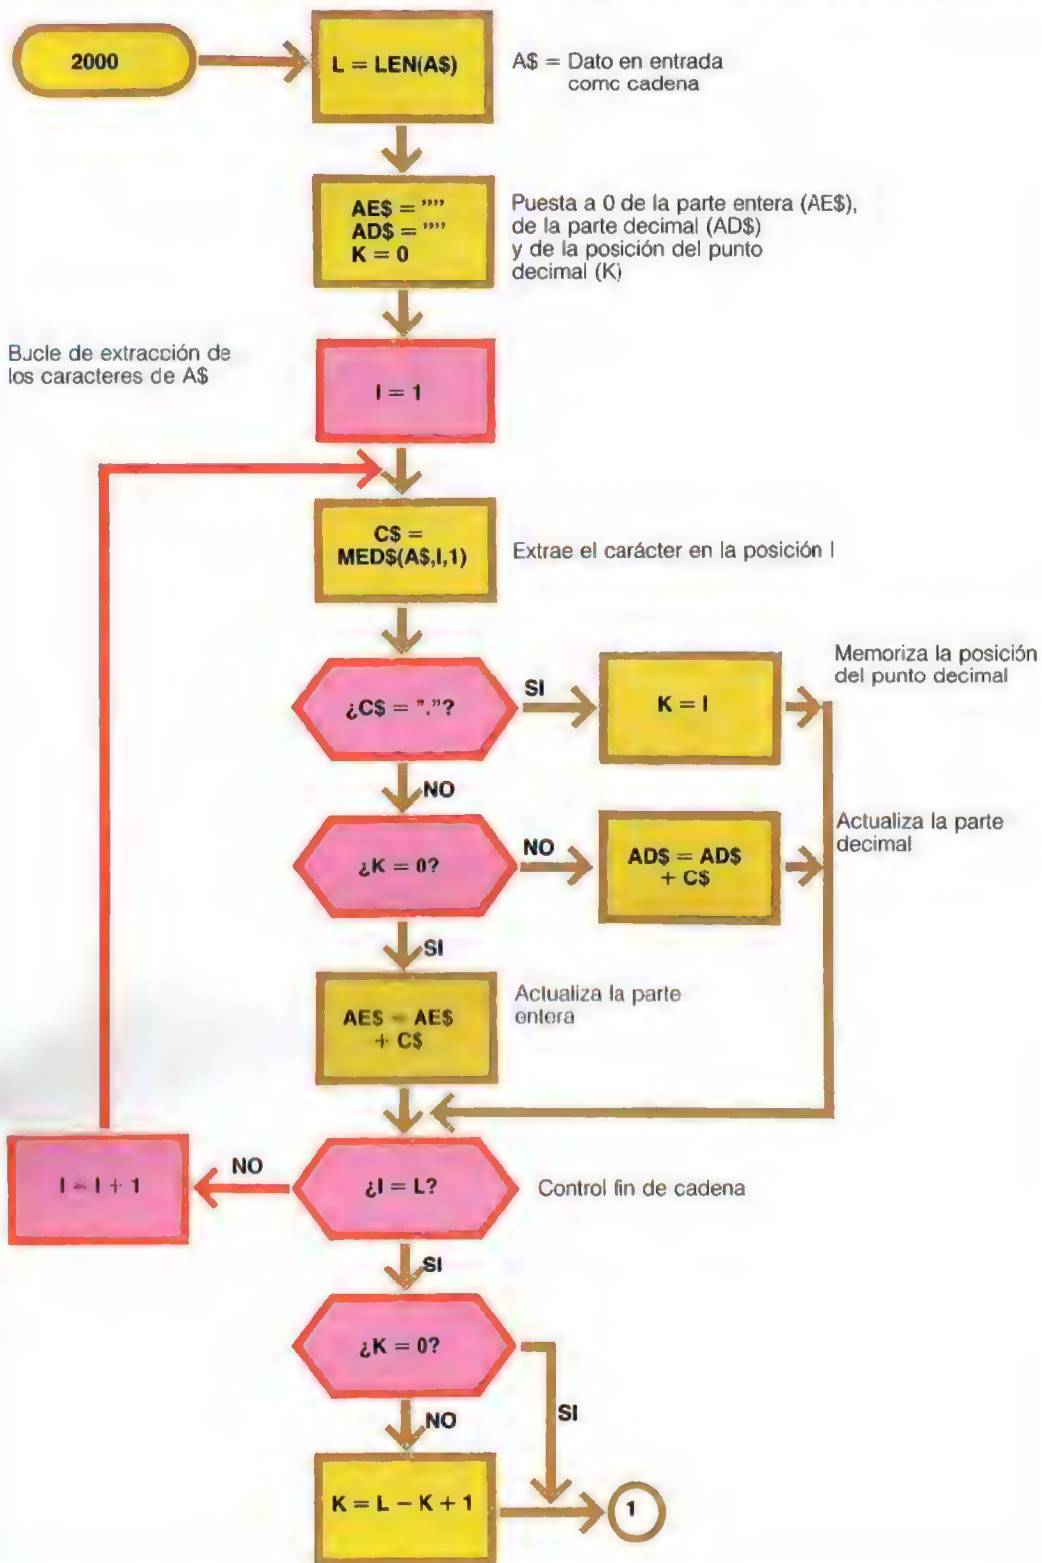 2000
L = LEN(A$)
A$ = Dato en entrada
comc cadena
AE$ = ””
AD$ = ””
K = 0
Puesta a 0 de la parte entera (AE$),
de la parte decimal (AD$)
y de la posición del punto
decimal (K)
Bucle de extracción de
los caracteres de A$
I = 1
C$ =
MED$(A$,I,1)
Extrae el carácter en la posición I
¿C$ = ”.”?
SI
K = I
Memoriza la posición
del punto decimal
NO
¿K = 0?
NO
AD$ = AD$
+ C$
Actualiza la parte
decimal
SI
AE$ = AE$
+ C$
Actualiza la parte
entera
I = I + 1
NO
¿I = L?
Control fin de cadena
SI
¿K = 0?
NO
SI
K = L − K + 1
1